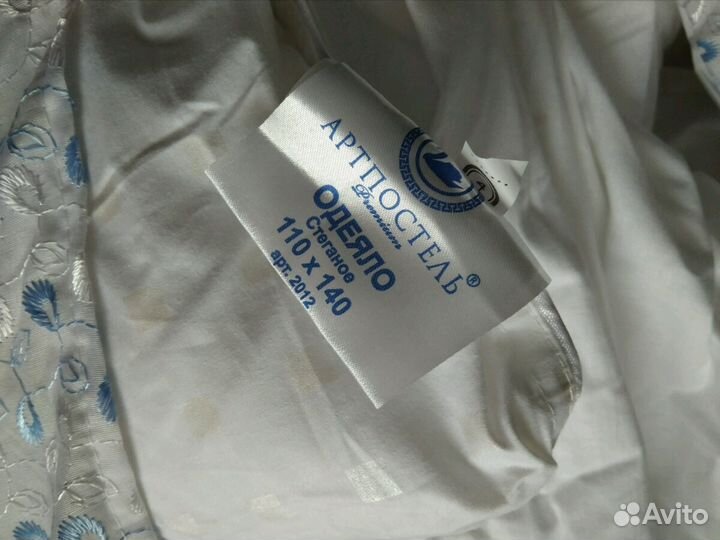 АРТПОСТЕЛЬ®
Premium
ОДЕЯЛО
Стеганое
110 х 140
арт. 2012
Avito